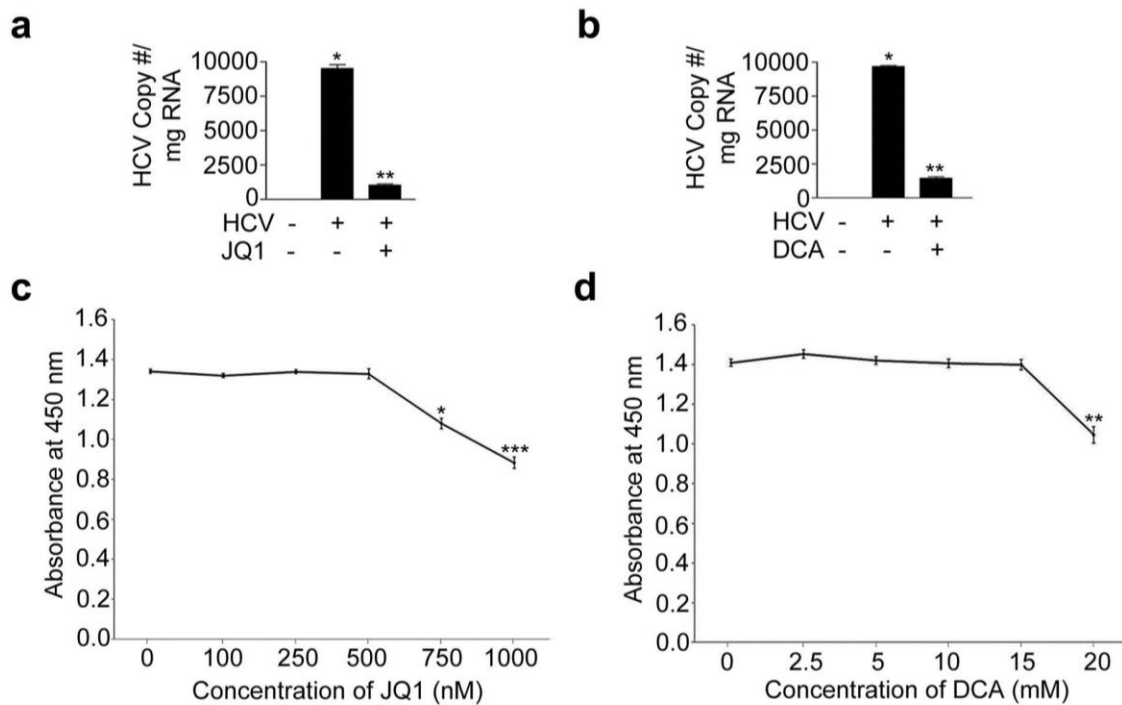 a
HCV Copy #/
mg RNA
10000
7500
5000
2500
0
*
**
HCV - + +
JQ1 - - +
b
HCV Copy #/
mg RNA
10000
7500
5000
2500
0
*
**
HCV - + +
DCA - - +
c
Absorbance at 450 nm
1.6
1.4
1.2
1.0
0.8
0.6
0.4
0.2
0.0
*
***
0 100 250 500 750 1000
Concentration of JQ1 (nM)
d
Absorbance at 450 nm
1.6
1.4
1.2
1.0
0.8
0.6
0.4
0.2
0.0
**
0 2.5 5 10 15 20
Concentration of DCA (mM)